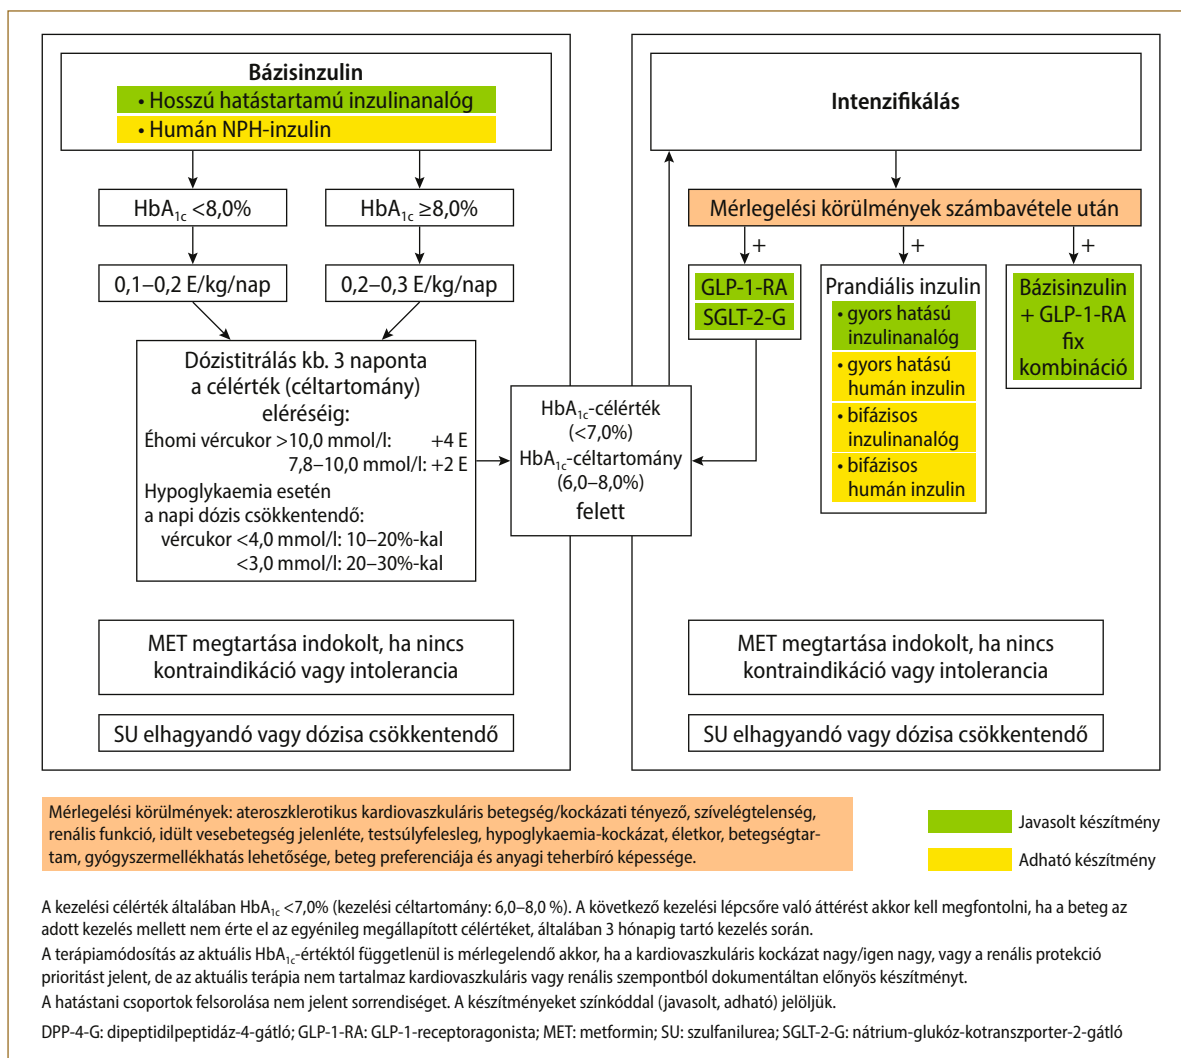 Bázisinzulin
• Hosszú hatástartamú inzulinanalóg
• Humán NPH-inzulin
HbA1c <8,0%
HbA1c ≥8,0%
0,1–0,2 E/kg/nap
0,2–0,3 E/kg/nap
Dózistitrálás kb. 3 naponta
a célérték (céltartomány)
eléréséig:
Éhomi vércukor >10,0 mmol/l: +4 E
7,8–10,0 mmol/l: +2 E
Hypoglykaemia esetén
a napi dózis csökkentendő:
vércukor <4,0 mmol/l: 10–20%-kal
<3,0 mmol/l: 20–30%-kal
MET megtartása indokolt, ha nincs
kontraindikáció vagy intolerancia
SU elhagyandó vagy dózisa csökkentendő
HbA1c-célérték
(<7,0%)
HbA1c-céltartomány
(6,0–8,0%)
felett
Intenzifikálás
Mérlegelési körülmények számbavétele után
+
+
+
GLP-1-RA
SGLT-2-G
Prandiális inzulin
• gyors hatású
inzulinanalóg
• gyors hatású
humán inzulin
• bifázisos
inzulinanalóg
• bifázisos
humán inzulin
Bázisinzulin
+ GLP-1-RA
fix
kombináció
MET megtartása indokolt, ha nincs
kontraindikáció vagy intolerancia
SU elhagyandó vagy dózisa csökkentendő
Mérlegelési körülmények: ateroszklerotikus kardiovaszkuláris betegség/kockázati tényező, szívelégtelenség,
renális funkció, idült vesebetegség jelenléte, testsúlyfelesleg, hypoglykaemia-kockázat, életkor, betegségtar-
tam, gyógyszermellékhatás lehetősége, beteg preferenciája és anyagi teherbíró képessége.
Javasolt készítmény
Adható készítmény
A kezelési célérték általában HbA1c <7,0% (kezelési céltartomány: 6,0–8,0 %). A következő kezelési lépcsőre való áttérést akkor kell megfontolni, ha a beteg az
adott kezelés mellett nem érte el az egyénileg megállapított célértéket, általában 3 hónapig tartó kezelés során.
A terápiamódosítás az aktuális HbA1c-értéktől függetlenül is mérlegelendő akkor, ha a kardiovaszkuláris kockázat nagy/igen nagy, vagy a renális protekció
prioritást jelent, de az aktuális terápia nem tartalmaz kardiovaszkuláris vagy renális szempontból dokumentáltan előnyös készítményt.
A hatástani csoportok felsorolása nem jelent sorrendiséget. A készítményeket színkóddal (javasolt, adható) jelöljük.
DPP-4-G: dipeptidilpeptidáz-4-gátló; GLP-1-RA: GLP-1-receptoragonista; MET: metformin; SU: szulfanilurea; SGLT-2-G: nátrium-glukóz-kotranszporter-2-gátló